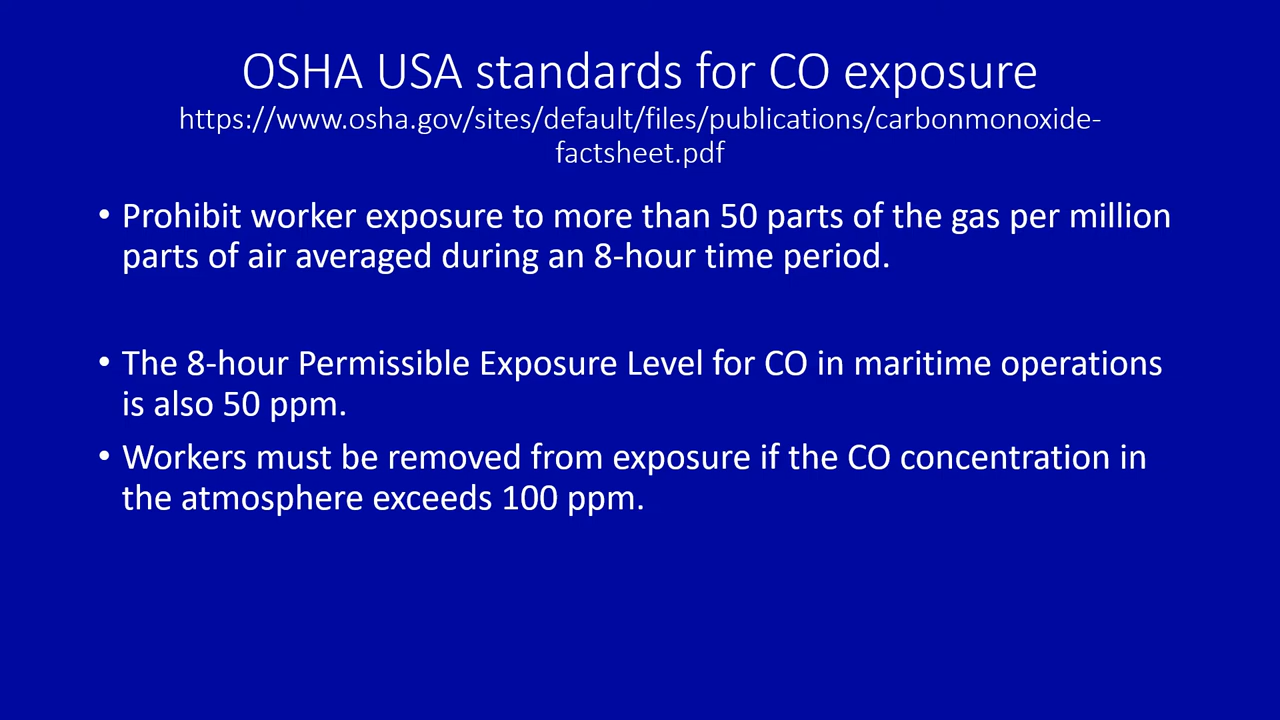 OSHA USA standards for CO exposure
https://www.osha.gov/sites/default/files/publications/carbonmonoxide-
factsheet.pdf
• Prohibit worker exposure to more than 50 parts of the gas per million
parts of air averaged during an 8-hour time period.
• The 8-hour Permissible Exposure Level for CO in maritime operations
is also 50 ppm.
• Workers must be removed from exposure if the CO concentration in
the atmosphere exceeds 100 ppm.